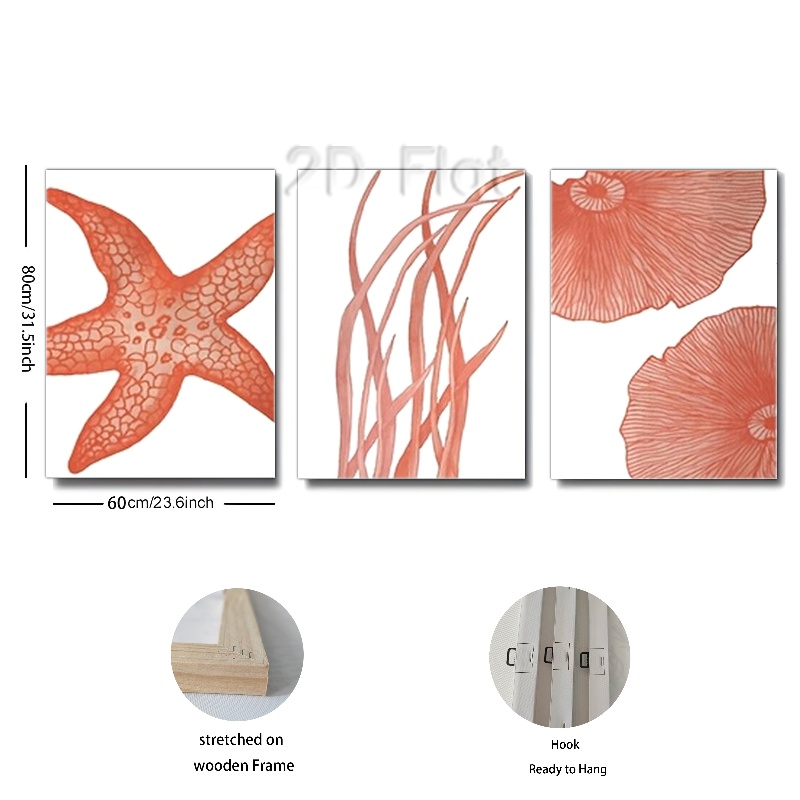 2D Flat
80cm/31.5inch
60cm/23.6inch
stretched on
wooden Frame
Hook
Ready to Hang